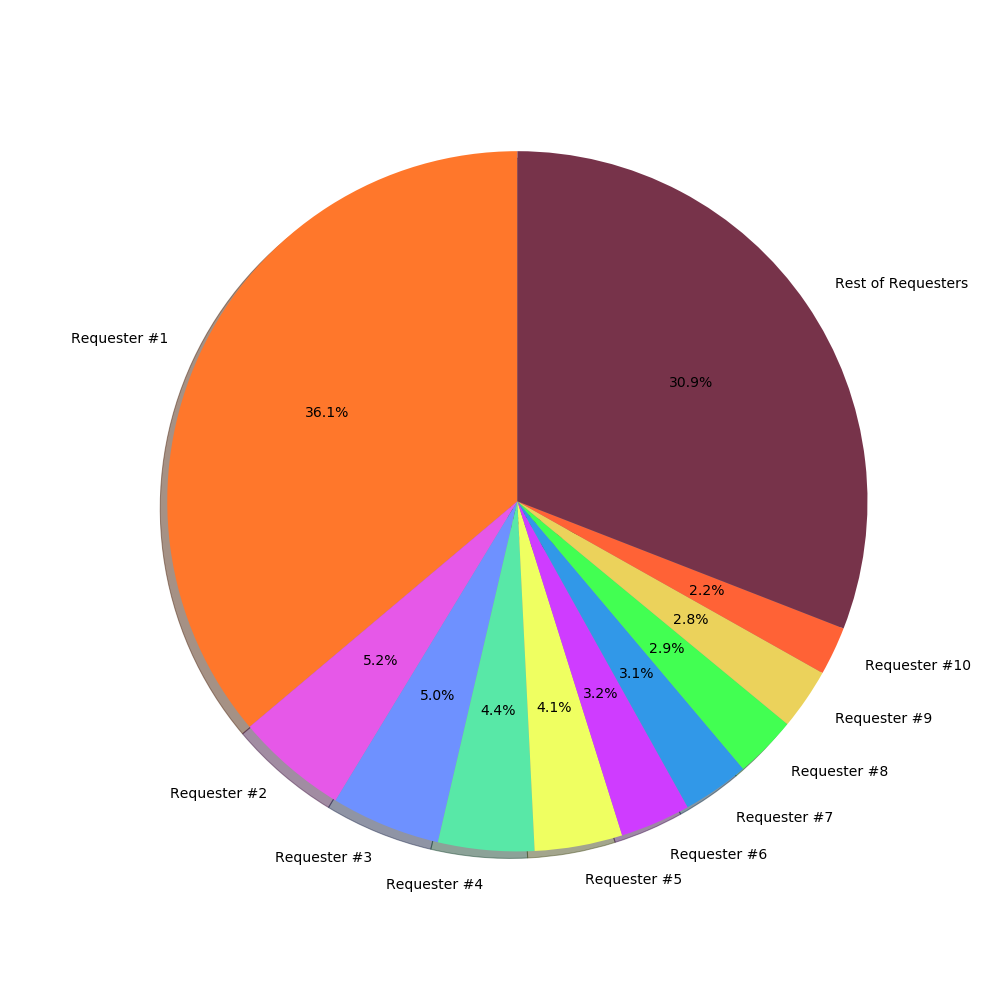 Rest of Requesters
30.9%
Requester #1
36.1%
Requester #2
5.2%
Requester #3
5.0%
Requester #4
4.4%
Requester #5
4.1%
Requester #6
3.2%
Requester #7
3.1%
Requester #8
2.9%
Requester #9
2.8%
Requester #10
2.2%